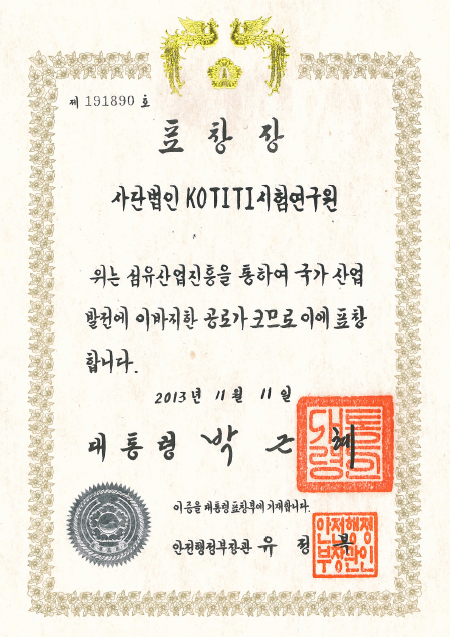 제 191890 호
표창장
사단법인 KOTITI시험연구원
위는 섬유산업진흥을 통하여 국가 산업
발전에 이바지한 공로가 크므로 이에 표창
합니다.
2013년 11월 11일
대통령 박근혜
대통
령의
이 증을 대통령표창부에 기재합니다.
안전행정부장관 유정복
안전행정
부장관인